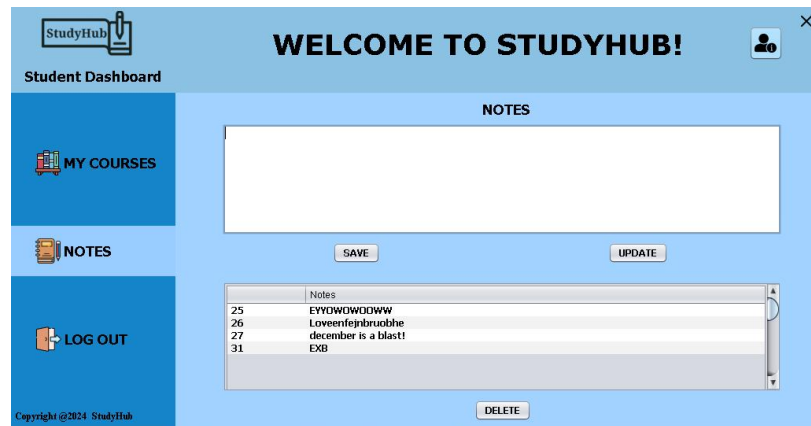 StudyHub
WELCOME TO STUDYHUB!
Student Dashboard
NOTES
MY COURSES
NOTES
SAVE
UPDATE
Notes
25 EYYOWOWOOWW
26 Loveenfejnbruobhe
27 december is a blast!
31 EXB
LOG OUT
DELETE
Copyright @2024 StudyHub